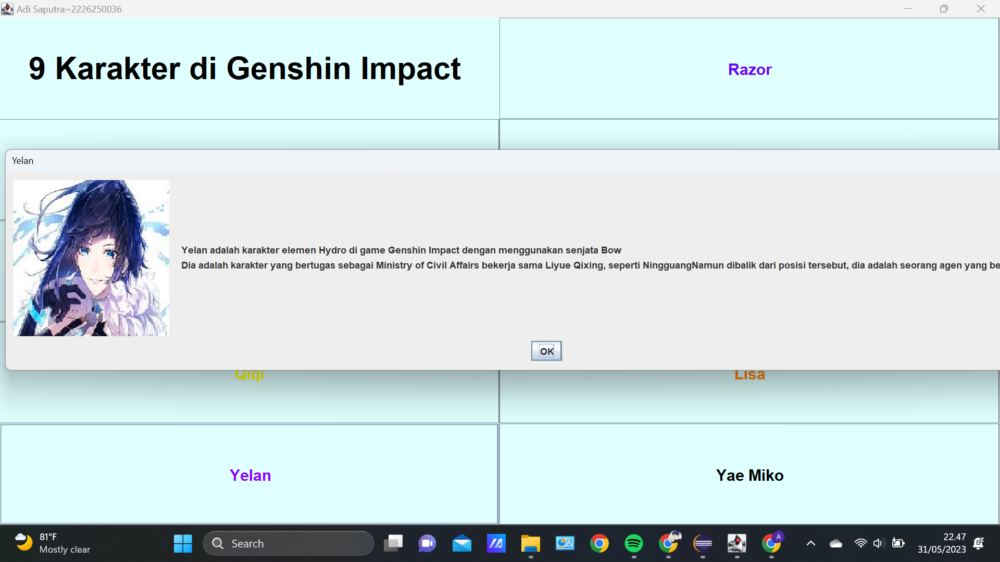 Adi Saputra~2226250036
9 Karakter di Genshin Impact
Razor
Yelan
Yelan adalah karakter elemen Hydro di game Genshin Impact dengan menggunakan senjata Bow
Dia adalah karakter yang bertugas sebagai Ministry of Civil Affairs bekerja sama Liyue Qixing, seperti NingguangNamun dibalik dari posisi tersebut, dia adalah seorang agen yang be
OK
Qiqi
Lisa
Yelan
Yae Miko
81°F
Mostly clear
Search
A
22.47
31/05/2023